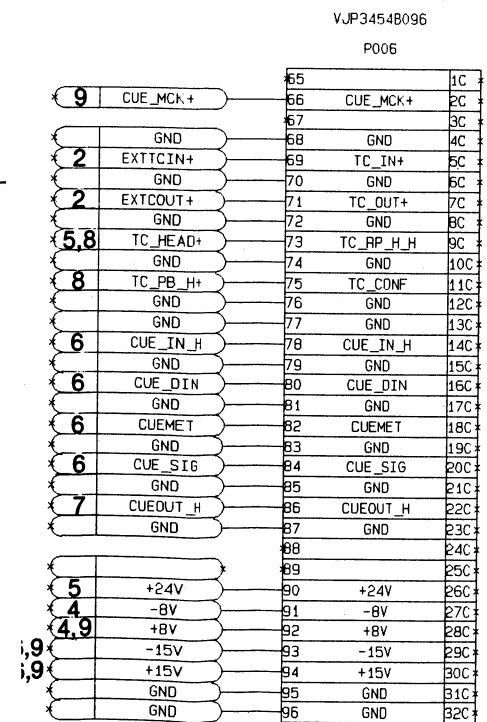 VJP3454B096
P006
65 1C
9 CUE_MCK+ 66 CUE_MCK+ 2C
67 3C
GND 68 GND 4C
2 EXTTCIN+ 69 TC_IN+ 5C
GND 70 GND 6C
2 EXTCOUT+ 71 TC_OUT+ 7C
GND 72 GND 8C
5,8 TC_HEAD+ 73 TC_RP_H_H 9C
GND 74 GND 10C
8 TC_PB_H+ 75 TC_CONF 11C
GND 76 GND 12C
GND 77 GND 13C
6 CUE_IN_H 78 CUE_IN_H 14C
GND 79 GND 15C
6 CUE_DIN 80 CUE_DIN 16C
GND 81 GND 17C
6 CUEMET 82 CUEMET 18C
GND 83 GND 19C
6 CUE_SIG 84 CUE_SIG 20C
GND 85 GND 21C
7 CUEOUT_H 86 CUEOUT_H 22C
GND 87 GND 23C
88 24C
89 25C
5 +24V 90 +24V 26C
4 -8V 91 -8V 27C
4,9 +8V 92 +8V 28C
,9 -15V 93 -15V 29C
,9 +15V 94 +15V 30C
GND 95 GND 31C
GND 96 GND 32C